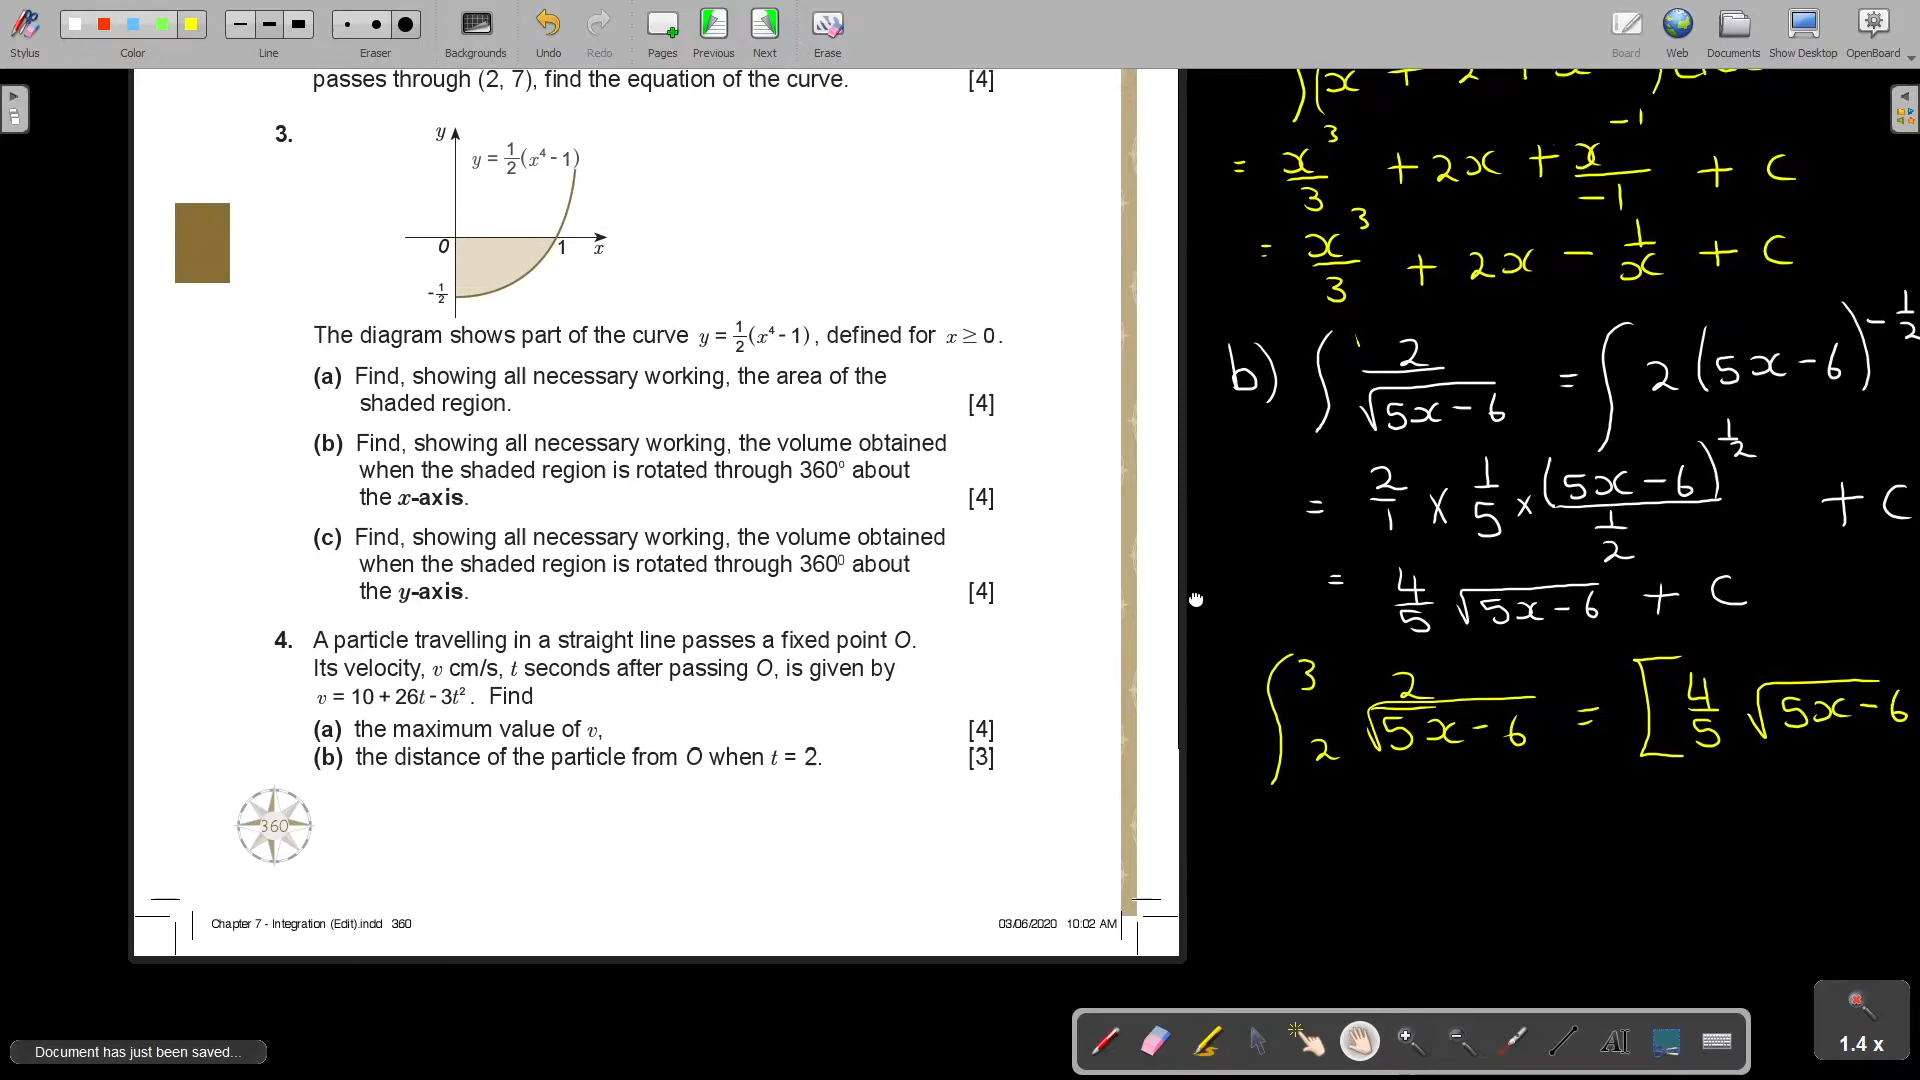 Stylus Color Line Eraser Backgrounds Undo Redo Pages Previous Next Erase Board Web Documents Show Desktop OpenBoard
passes through (2, 7), find the equation of the curve. [4]
3.
y
y = 1/2(x⁴ - 1)
0 1 x
-1/2
The diagram shows part of the curve y = 1/2(x⁴ - 1), defined for x ≥ 0.
(a) Find, showing all necessary working, the area of the
shaded region. [4]
(b) Find, showing all necessary working, the volume obtained
when the shaded region is rotated through 360° about
the x-axis. [4]
(c) Find, showing all necessary working, the volume obtained
when the shaded region is rotated through 360⁰ about
the y-axis. [4]
4. A particle travelling in a straight line passes a fixed point O.
Its velocity, v cm/s, t seconds after passing O, is given by
v = 10 + 26t - 3t². Find
(a) the maximum value of v, [4]
(b) the distance of the particle from O when t = 2. [3]
360
Chapter 7 - Integration (Edit).indd 360 03/06/2020 10:02 AM
= x³/3 + 2x + x⁻¹/-1 + C
= x³/3 + 2x - 1/x + C
b) ∫ 2/√(5x-6) = ∫ 2(5x-6)^(-1/2)
= 2/1 × 1/5 × (5x-6)^(1/2)/(1/2) + C
= 4/5 √(5x-6) + C
∫₂³ 2/√(5x-6) = [4/5 √(5x-6)
Document has just been saved...
1.4 x